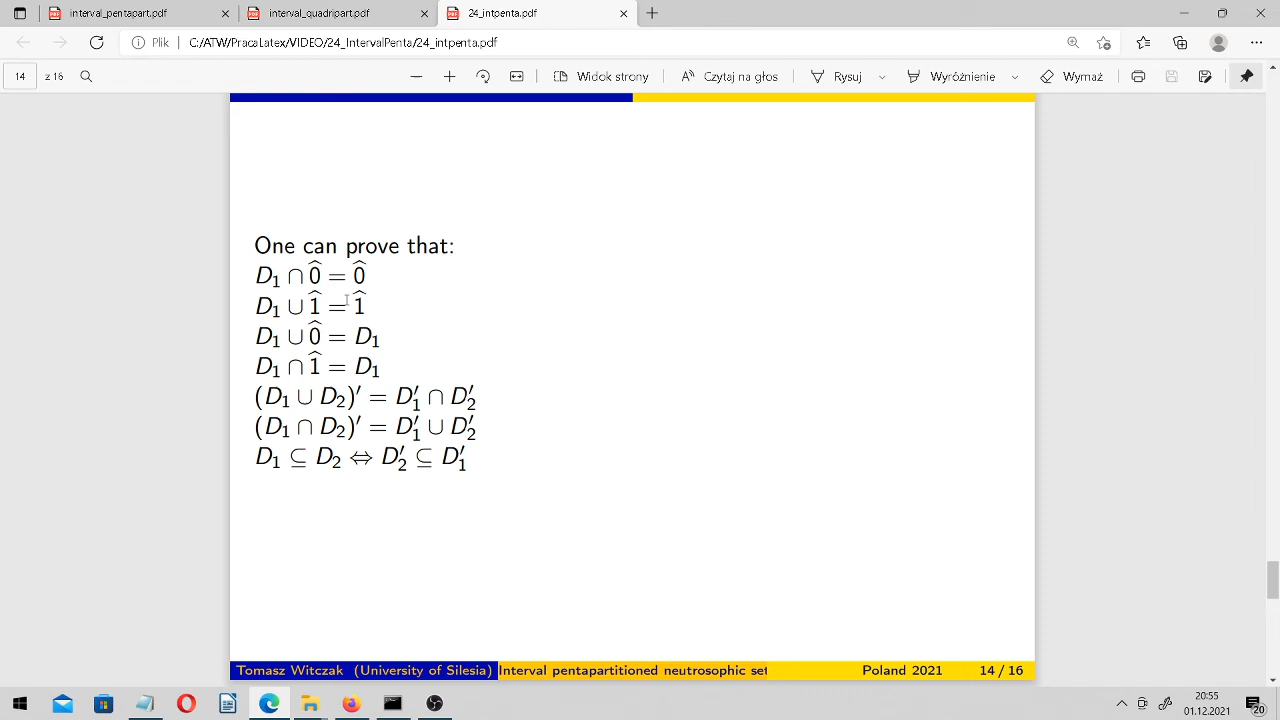 interval_pentapart.pdf
interval_quadripart.pdf
24_intpenta.pdf
Plik
C:/ATW/PracaLatex/VIDEO/24_IntervalPenta/24_intpenta.pdf
14 z 16
Widok strony
Czytaj na głos
Rysuj
Wyróżnienie
Wymaż
One can prove that:
D₁ ∩ 0̂ = 0̂
D₁ ∪ 1̂ = 1̂
D₁ ∪ 0̂ = D₁
D₁ ∩ 1̂ = D₁
(D₁ ∪ D₂)′ = D₁′ ∩ D₂′
(D₁ ∩ D₂)′ = D₁′ ∪ D₂′
D₁ ⊆ D₂ ⇔ D₂′ ⊆ D₁′
Tomasz Witczak (University of Silesia) Interval pentapartitioned neutrosophic set Poland 2021 14 / 16
20:55
01.12.2021
20